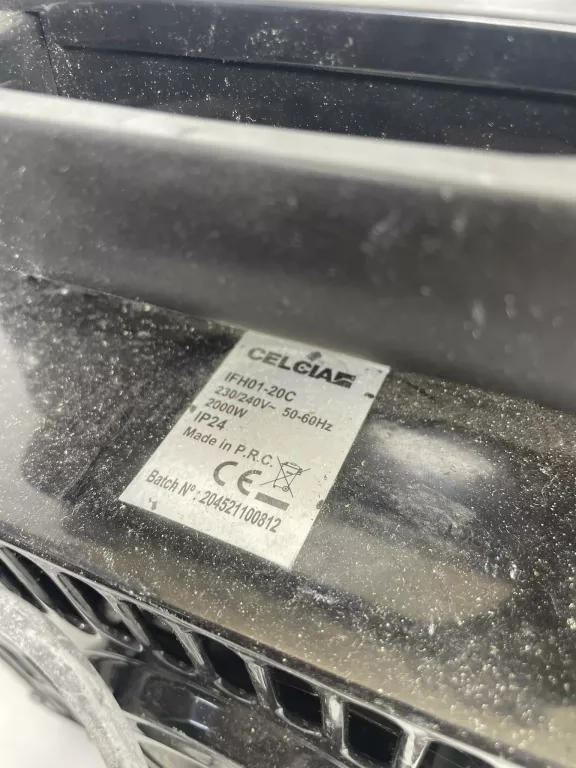 CELCIA
IFH01-20C
230/240V~ 50-60Hz
2000W
IP24
Made in P.R.C.
CE
Batch N° : 204521100812